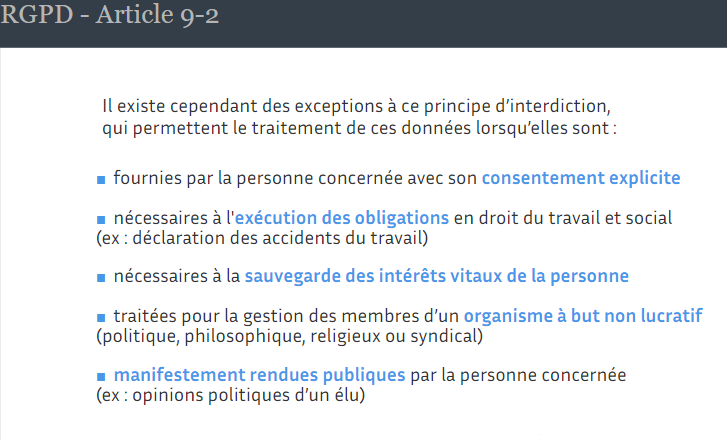 RGPD - Article 9-2
Il existe cependant des exceptions à ce principe d’interdiction,
qui permettent le traitement de ces données lorsqu’elles sont :
▪ fournies par la personne concernée avec son consentement explicite
▪ nécessaires à l'exécution des obligations en droit du travail et social
(ex : déclaration des accidents du travail)
▪ nécessaires à la sauvegarde des intérêts vitaux de la personne
▪ traitées pour la gestion des membres d’un organisme à but non lucratif
(politique, philosophique, religieux ou syndical)
▪ manifestement rendues publiques par la personne concernée
(ex : opinions politiques d’un élu)